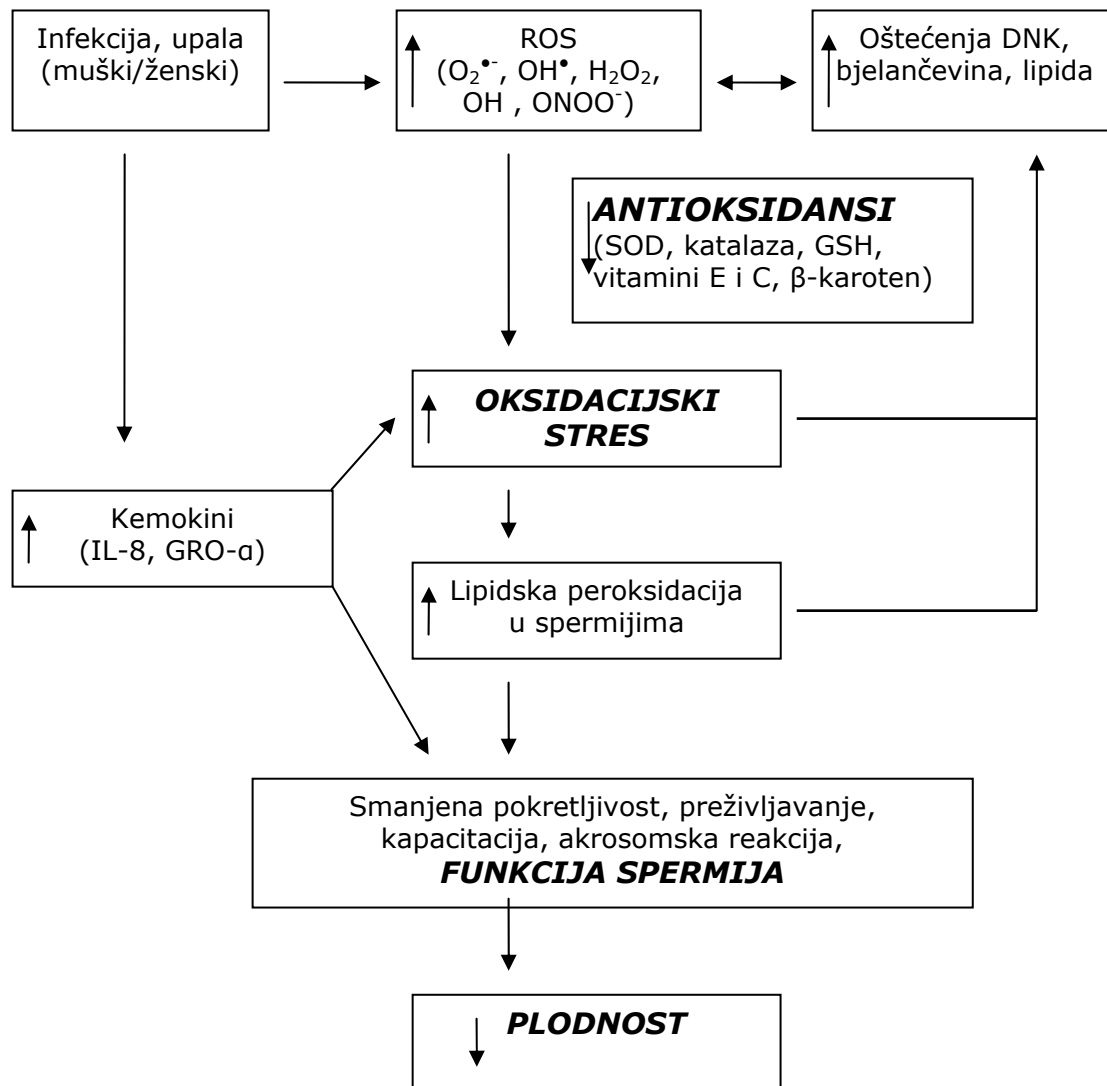 Infekcija, upala
(muški/ženski)
ROS
(O₂•⁻, OH•, H₂O₂,
OH , ONOO⁻)
Oštećenja DNK,
bjelančevina, lipida
ANTIOKSIDANSI
(SOD, katalaza, GSH,
vitamini E i C, β-karoten)
OKSIDACIJSKI
STRES
Kemokini
(IL-8, GRO-α)
Lipidska peroksidacija
u spermijima
Smanjena pokretljivost, preživljavanje,
kapacitacija, akrosomska reakcija,
FUNKCIJA SPERMIJA
PLODNOST